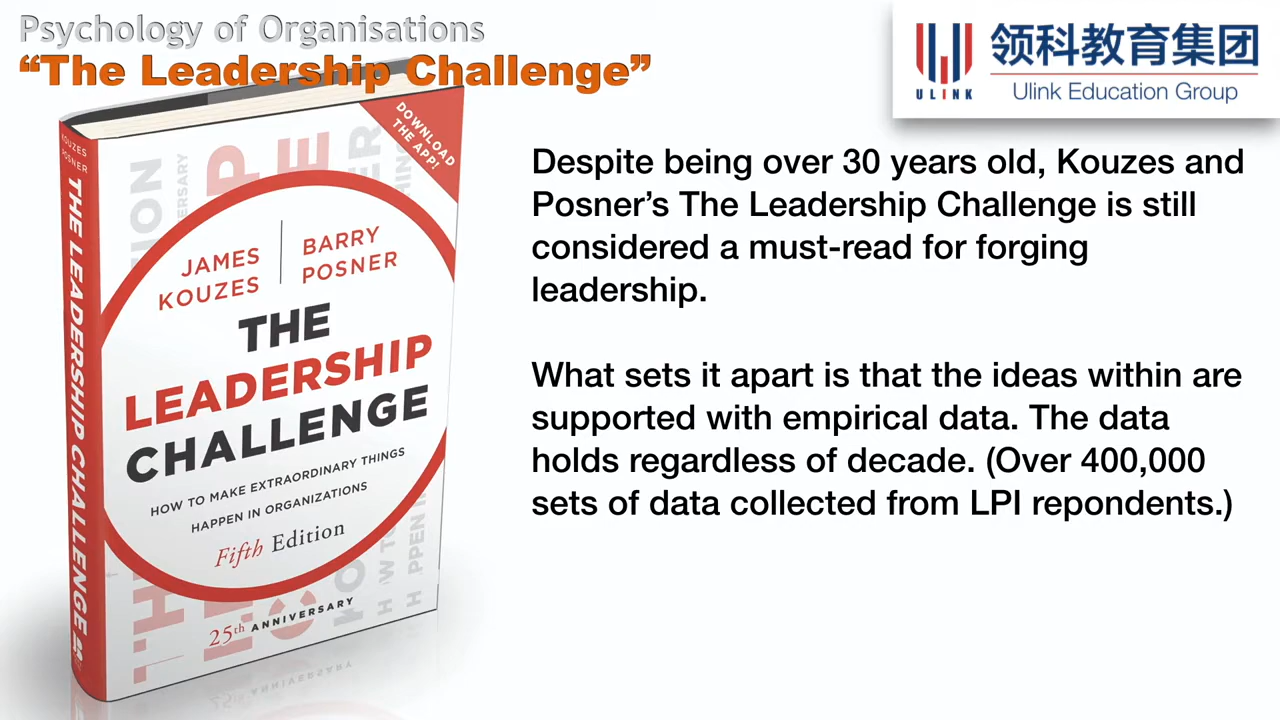 Psychology of Organisations
“The Leadership Challenge”
ULINK
领科教育集团
Ulink Education Group
KOUZES
POSNER
THE LEADERSHIP CHALLENGE
DOWNLOAD
THE APP!
JAMES
KOUZES
BARRY
POSNER
THE
LEADERSHIP
CHALLENGE
HOW TO MAKE EXTRAORDINARY THINGS
HAPPEN IN ORGANIZATIONS
Fifth Edition
25th ANNIVERSARY
Despite being over 30 years old, Kouzes and
Posner’s The Leadership Challenge is still
considered a must-read for forging
leadership.
What sets it apart is that the ideas within are
supported with empirical data. The data
holds regardless of decade. (Over 400,000
sets of data collected from LPI repondents.)